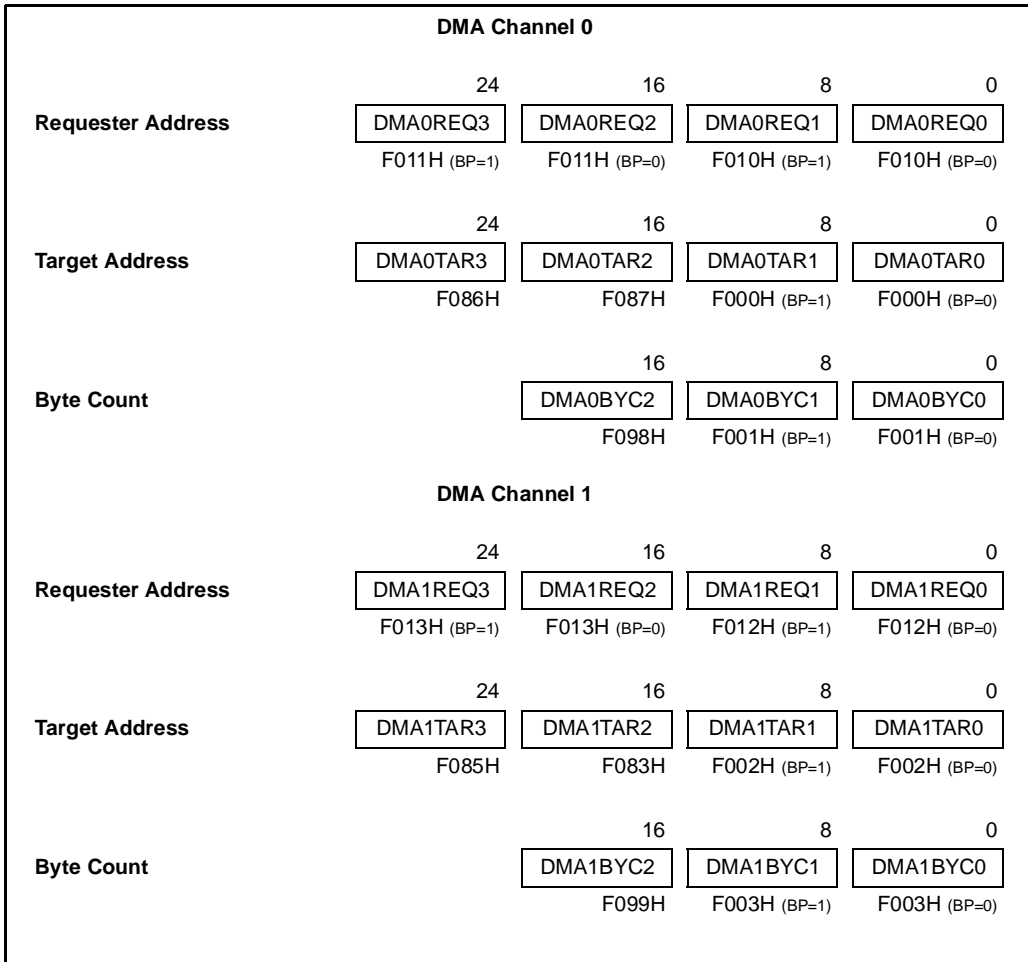 DMA Channel 0
24 16 8 0
Requester Address DMA0REQ3 DMA0REQ2 DMA0REQ1 DMA0REQ0
F011H (BP=1) F011H (BP=0) F010H (BP=1) F010H (BP=0)
24 16 8 0
Target Address DMA0TAR3 DMA0TAR2 DMA0TAR1 DMA0TAR0
F086H F087H F000H (BP=1) F000H (BP=0)
16 8 0
Byte Count DMA0BYC2 DMA0BYC1 DMA0BYC0
F098H F001H (BP=1) F001H (BP=0)
DMA Channel 1
24 16 8 0
Requester Address DMA1REQ3 DMA1REQ2 DMA1REQ1 DMA1REQ0
F013H (BP=1) F013H (BP=0) F012H (BP=1) F012H (BP=0)
24 16 8 0
Target Address DMA1TAR3 DMA1TAR2 DMA1TAR1 DMA1TAR0
F085H F083H F002H (BP=1) F002H (BP=0)
16 8 0
Byte Count DMA1BYC2 DMA1BYC1 DMA1BYC0
F099H F003H (BP=1) F003H (BP=0)